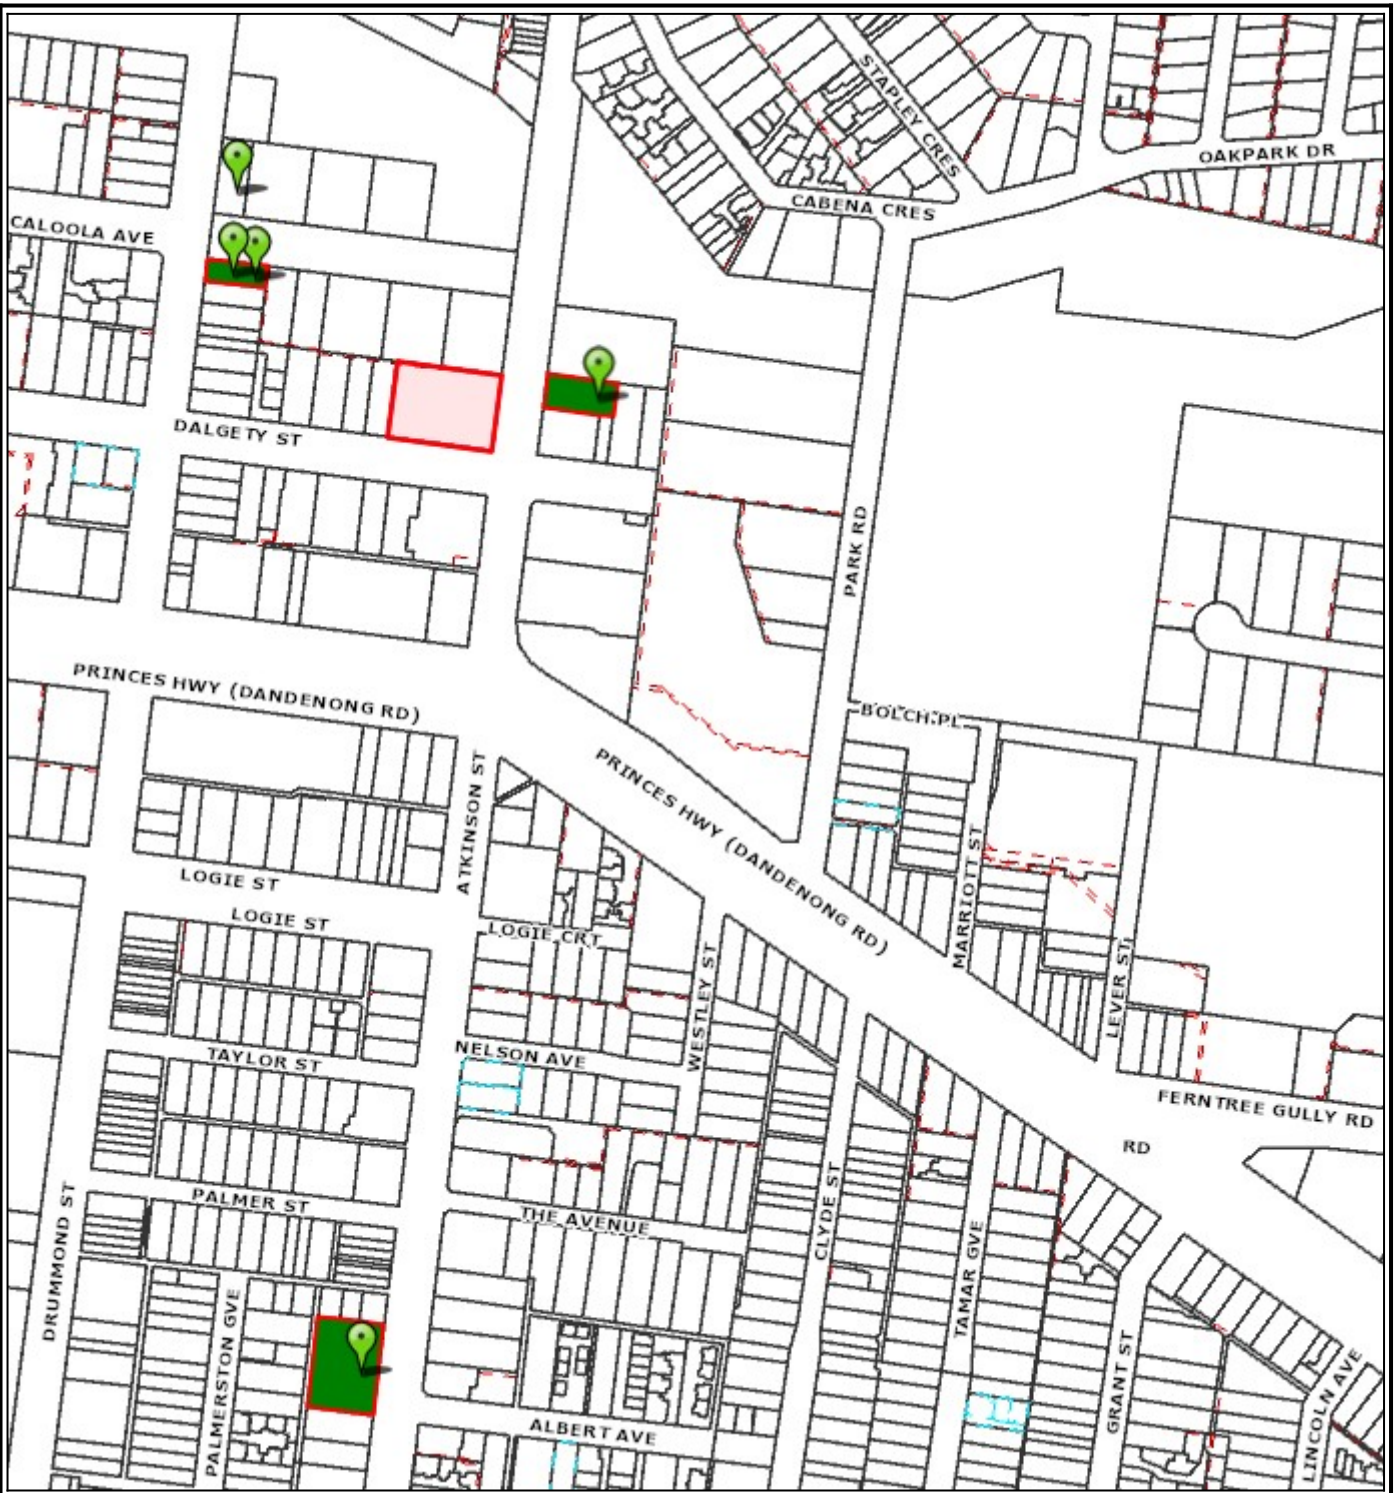 STAPLEY CRES
OAKPARK DR
CABENA CRES
CALOOLA AVE
DALGETY ST
PARK RD
PRINCES HWY (DANDENONG RD)
BOLCH PL
PRINCES HWY (DANDENONG RD)
ATKINSON ST
MARRIOTT ST
LOGIE ST
LOGIE ST
LOGIE CRT
WESTLEY ST
LEVER ST
NELSON AVE
TAYLOR ST
FERNTREE GULLY RD
RD
PALMER ST
THE AVENUE
CLYDE ST
DRUMMOND ST
TAMAR GVE
PALMERSTON GVE
GRANT ST
LINCOLN AVE
ALBERT AVE